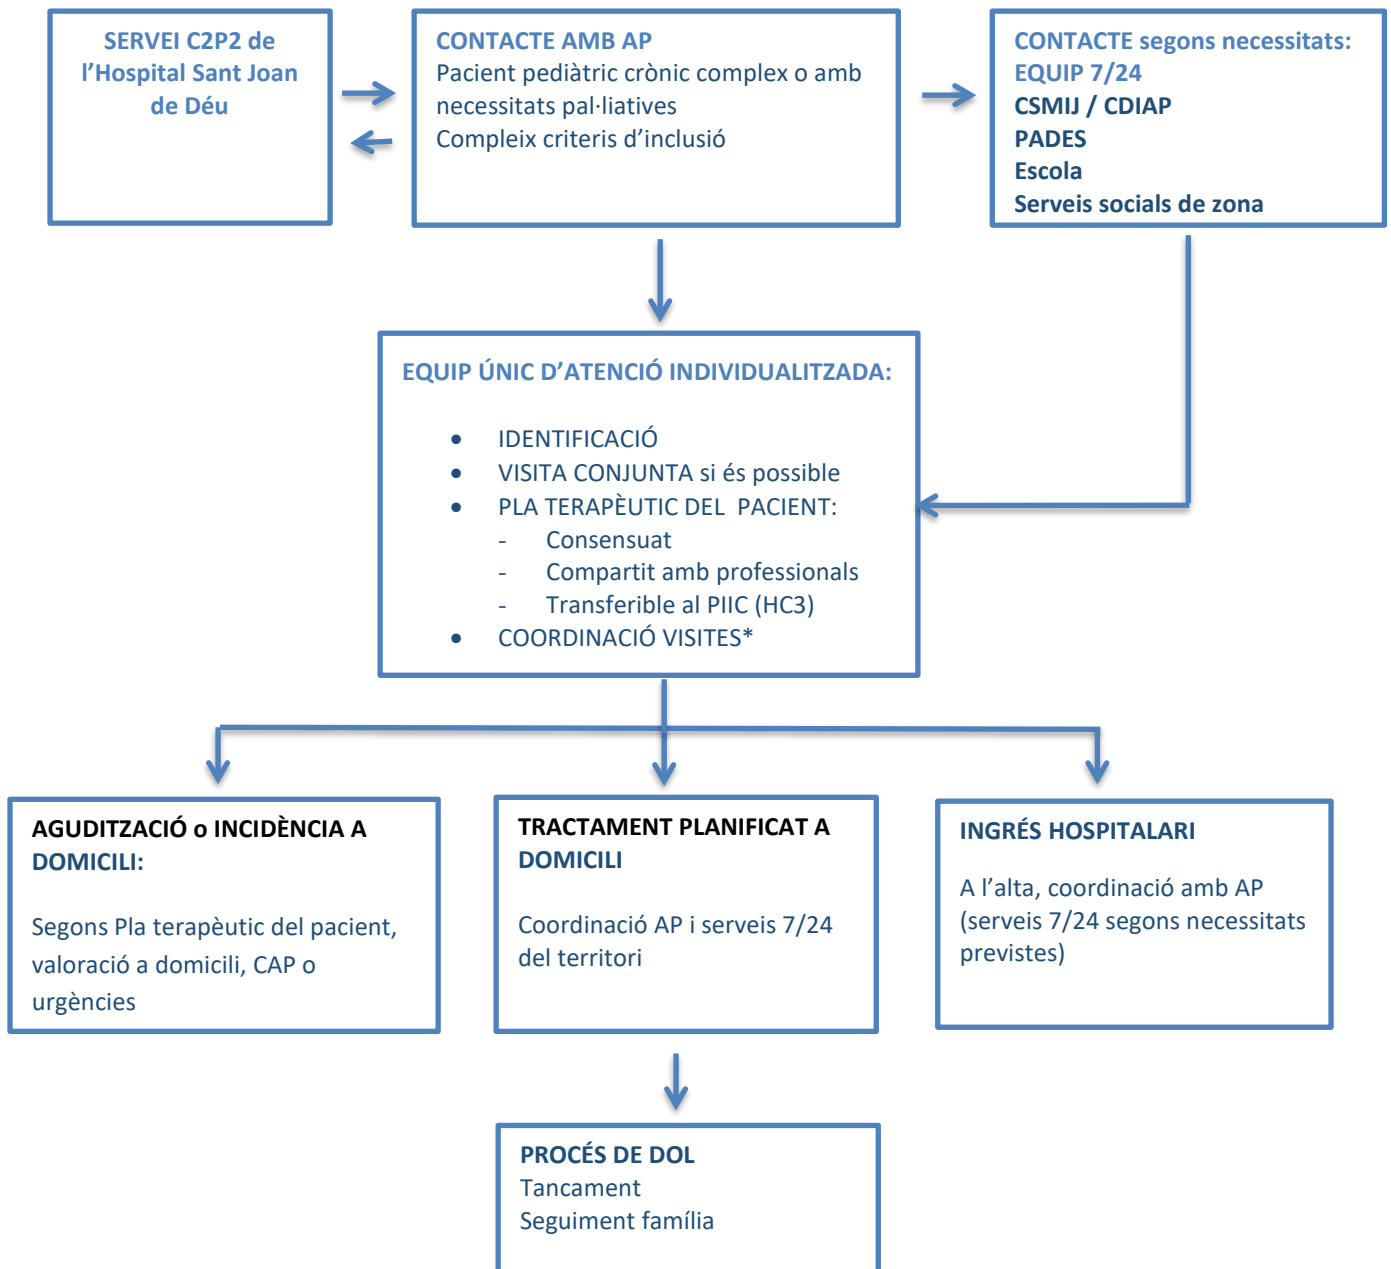 SERVEI C2P2 de
l’Hospital Sant Joan
de Déu
CONTACTE AMB AP
Pacient pediàtric crònic complex o amb
necessitats pal·liatives
Compleix criteris d’inclusió
CONTACTE segons necessitats:
EQUIP 7/24
CSMIJ / CDIAP
PADES
Escola
Serveis socials de zona
EQUIP ÚNIC D’ATENCIÓ INDIVIDUALITZADA:
• IDENTIFICACIÓ
• VISITA CONJUNTA si és possible
• PLA TERAPÈUTIC DEL PACIENT:
- Consensuat
- Compartit amb professionals
- Transferible al PIIC (HC3)
• COORDINACIÓ VISITES*
AGUDITZACIÓ o INCIDÈNCIA A
DOMICILI:
Segons Pla terapèutic del pacient,
valoració a domicili, CAP o
urgències
TRACTAMENT PLANIFICAT A
DOMICILI
Coordinació AP i serveis 7/24
del territori
INGRÉS HOSPITALARI
A l’alta, coordinació amb AP
(serveis 7/24 segons necessitats
previstes)
PROCÉS DE DOL
Tancament
Seguiment família